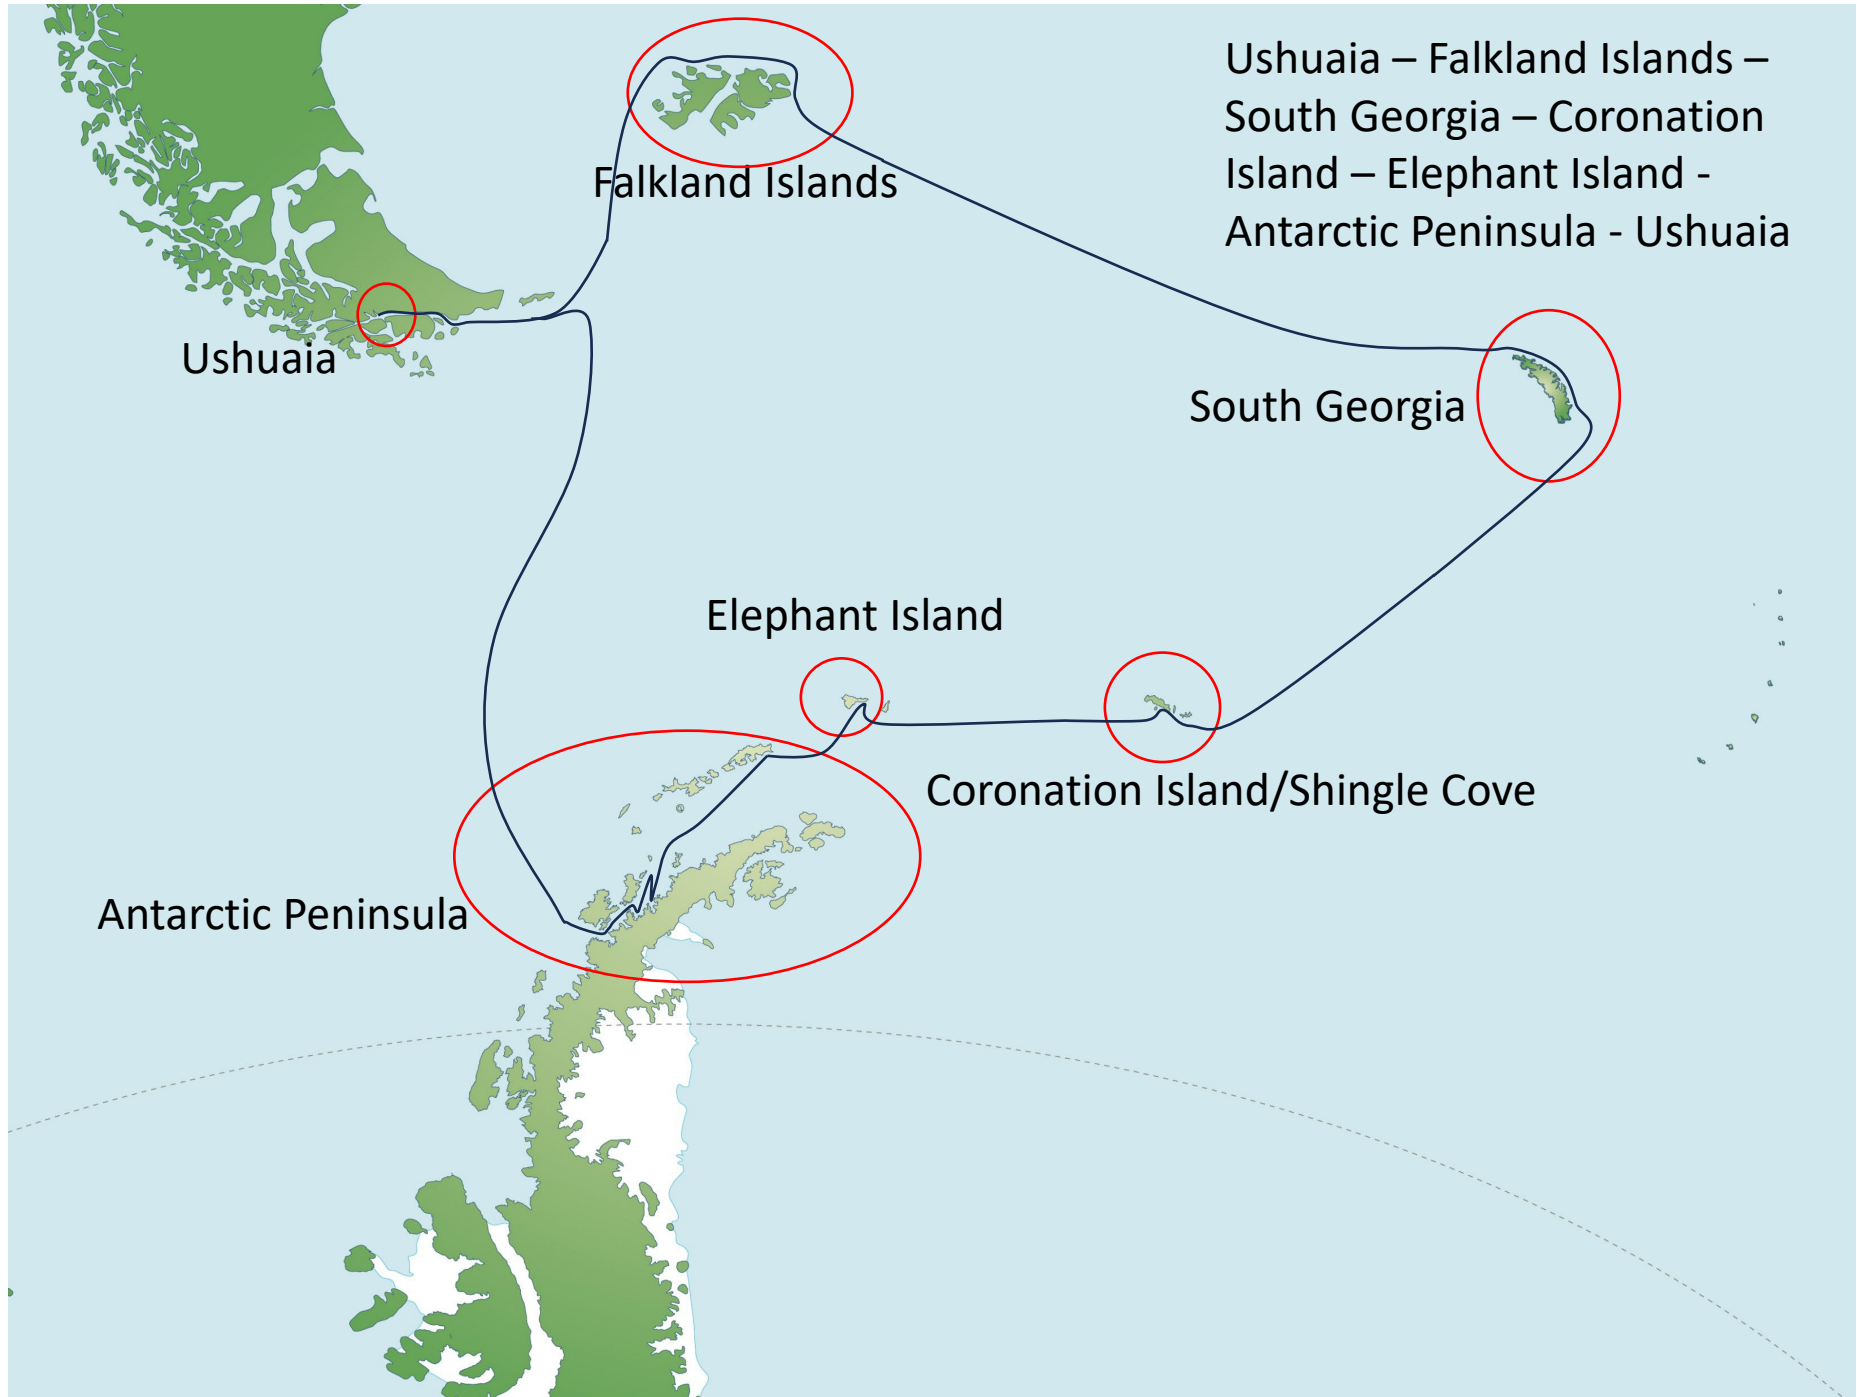 Ushuaia – Falkland Islands –
South Georgia – Coronation
Island – Elephant Island -
Antarctic Peninsula - Ushuaia
Falkland Islands
Ushuaia
South Georgia
Elephant Island
Coronation Island/Shingle Cove
Antarctic Peninsula